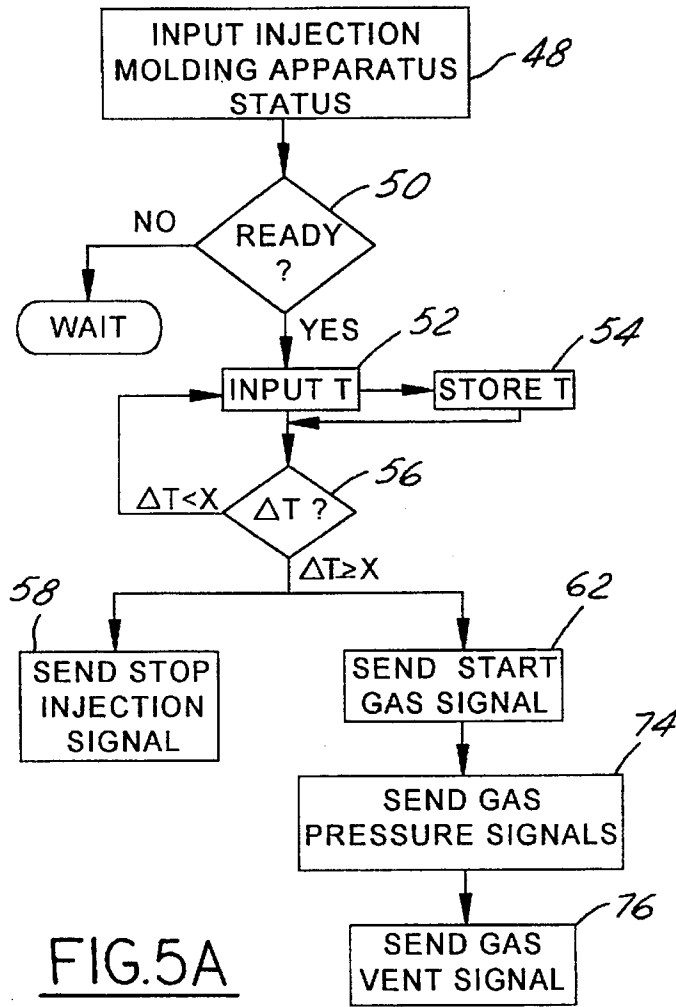 INPUT INJECTION
MOLDING APPARATUS
STATUS
48
50
READY
?
NO
WAIT
YES
52
54
INPUT T
STORE T
56
ΔT<X
ΔT ?
ΔT≥X
58
62
SEND STOP
INJECTION
SIGNAL
SEND START
GAS SIGNAL
74
SEND GAS
PRESSURE SIGNALS
76
SEND GAS
VENT SIGNAL
FIG.5A